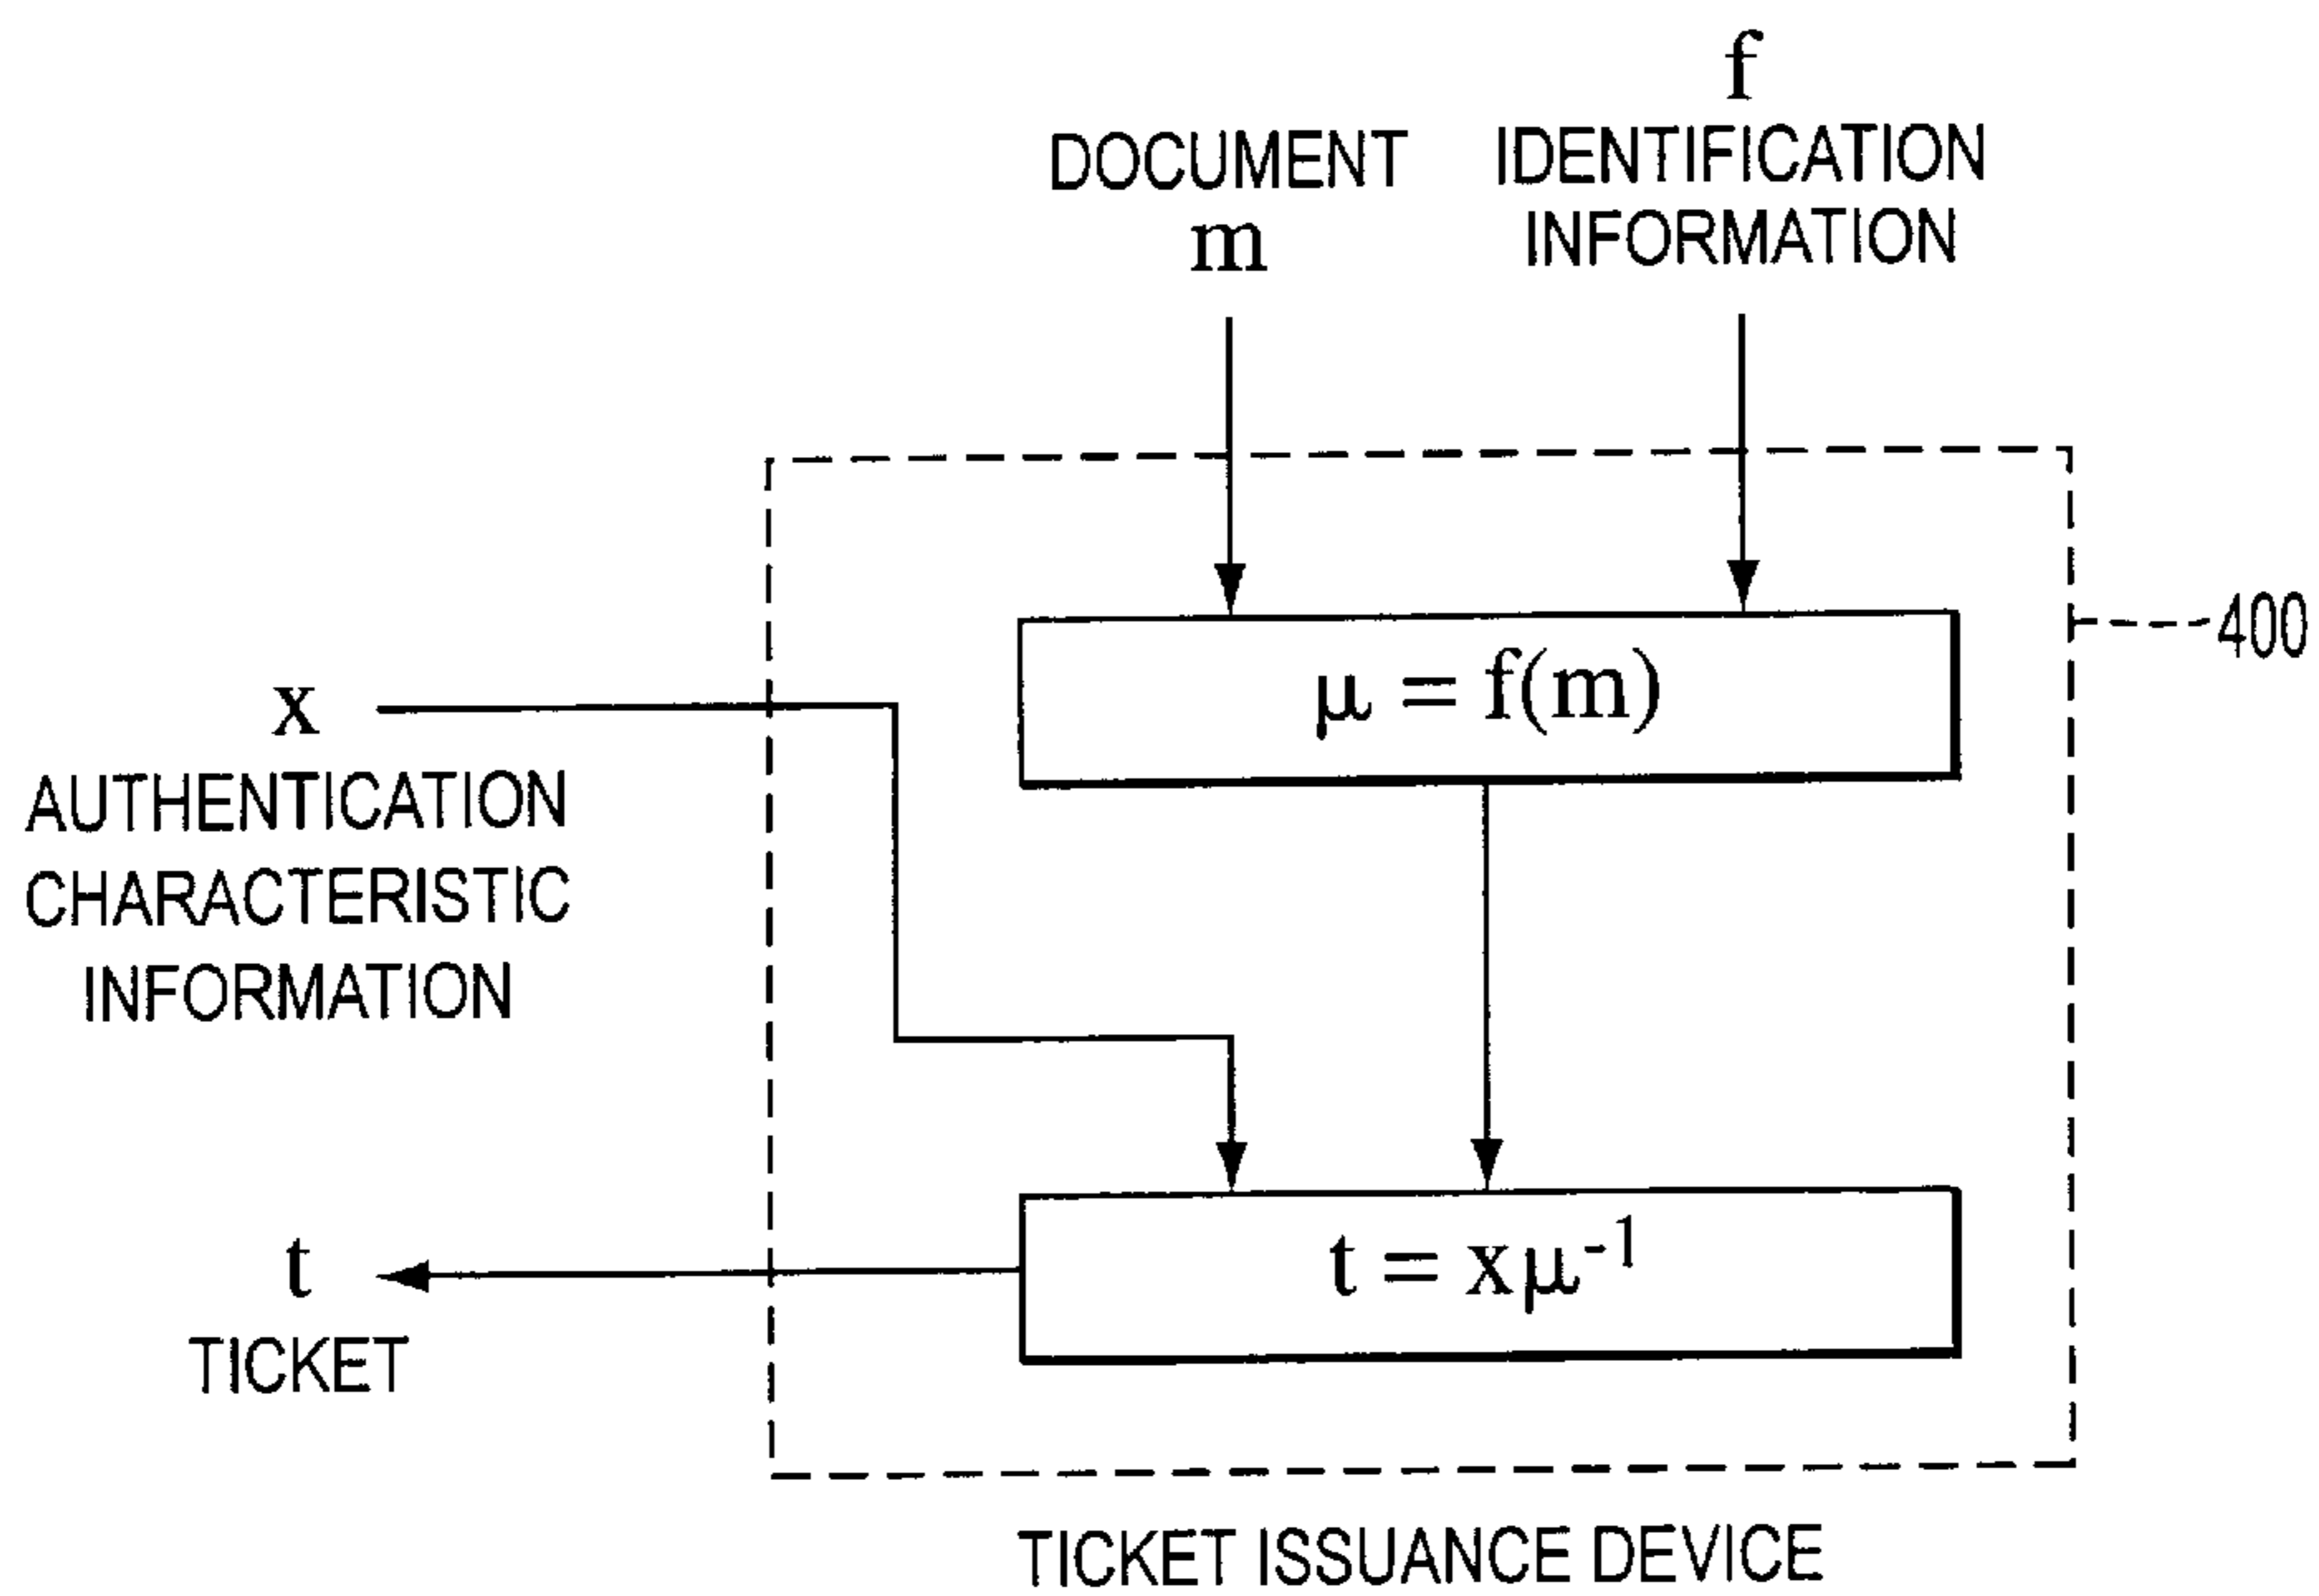 f
DOCUMENT
IDENTIFICATION
m
INFORMATION
400
μ = f(m)
x
AUTHENTICATION
CHARACTERISTIC
INFORMATION
t
t = xμ⁻¹
TICKET
TICKET ISSUANCE DEVICE